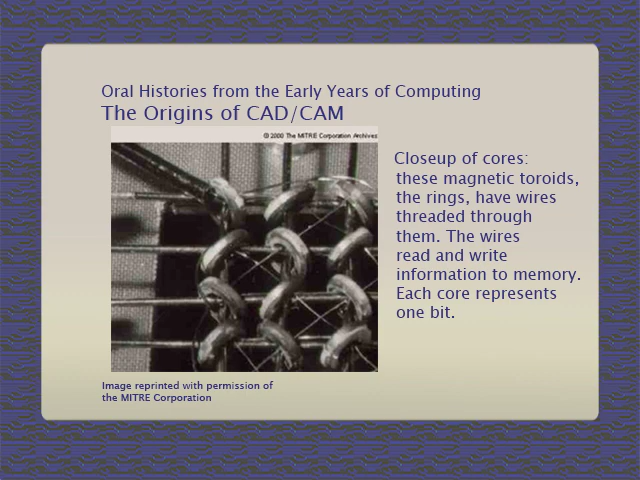 Oral Histories from the Early Years of Computing
The Origins of CAD/CAM
© 2000 The MITRE Corporation Archives
Closeup of cores:
these magnetic toroids,
the rings, have wires
threaded through
them. The wires
read and write
information to memory.
Each core represents
one bit.
Image reprinted with permission of
the MITRE Corporation